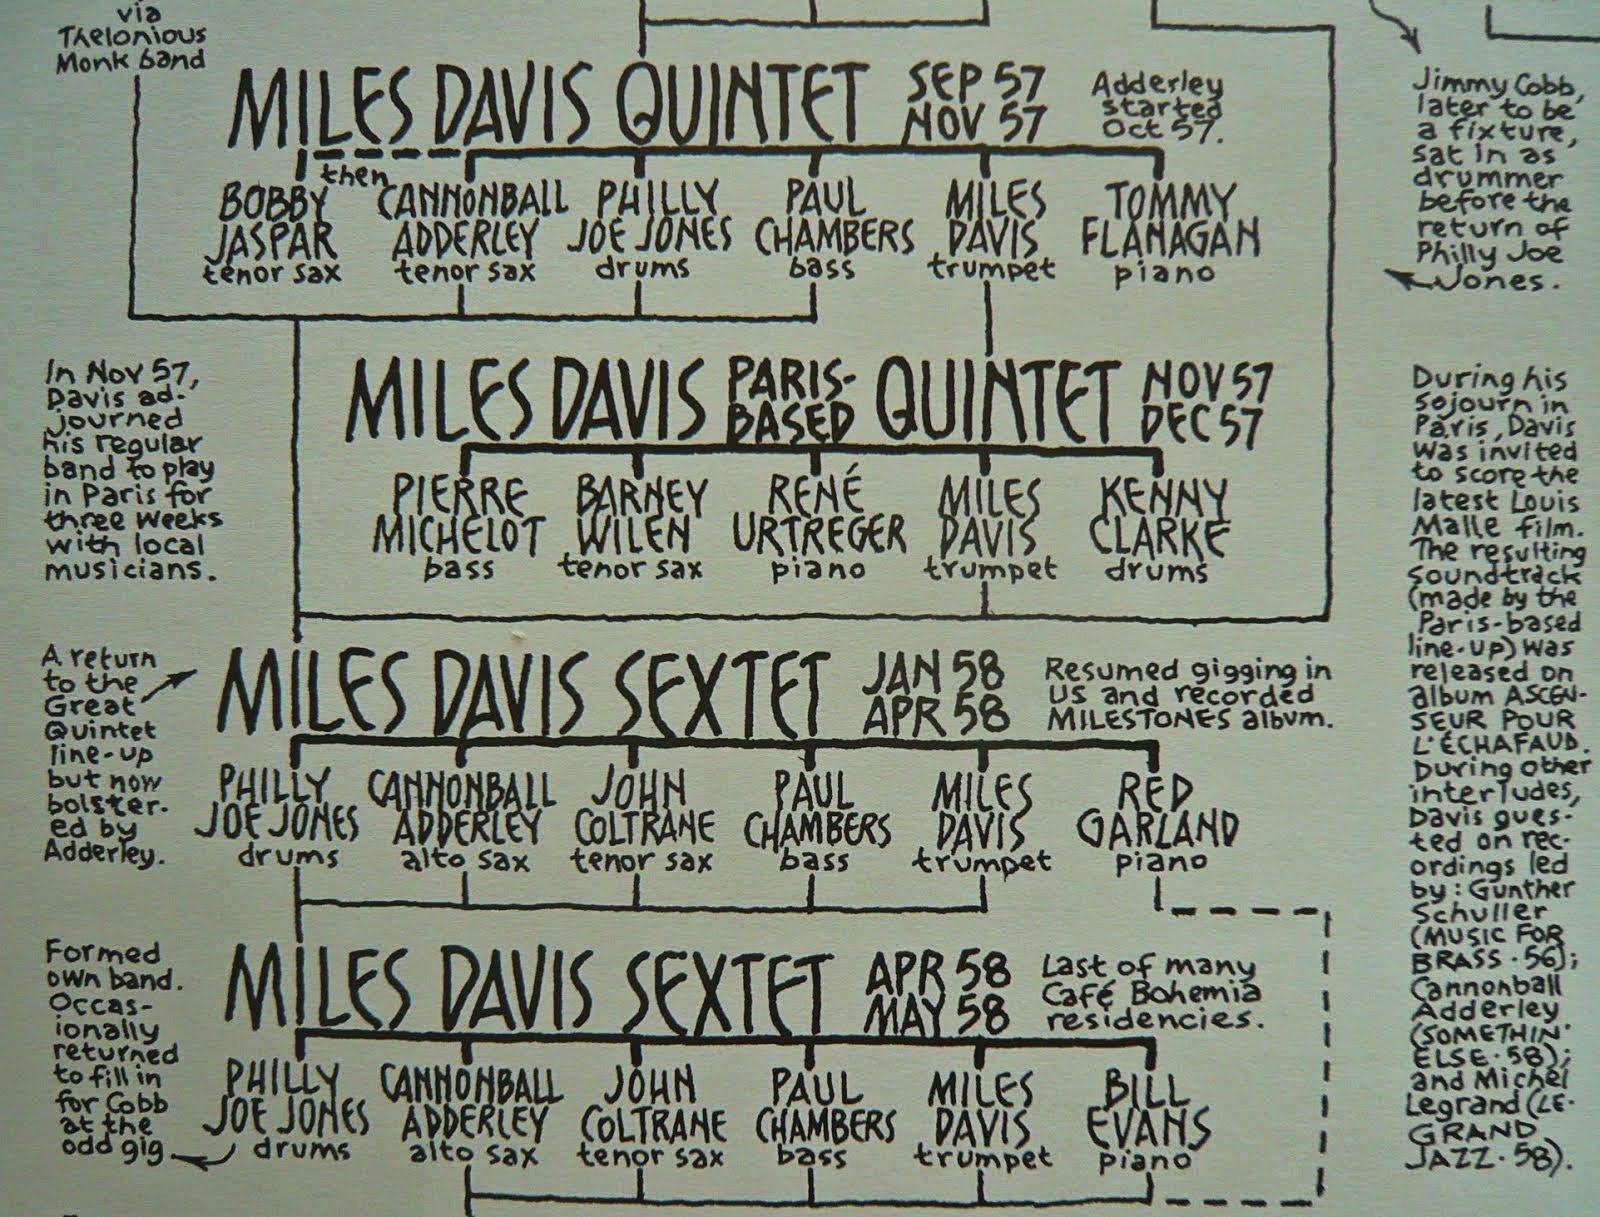 via
Thelonious
Monk band
MILES DAVIS QUINTET
SEP 57
NOV 57
Adderley
started
Oct 57.
then
BOBBY
JASPAR
tenor sax
CANNONBALL
ADDERLEY
tenor sax
PHILLY
JOE JONES
drums
PAUL
CHAMBERS
bass
MILES
DAVIS
trumpet
TOMMY
FLANAGAN
piano
Jimmy Cobb,
later to be
a fixture,
sat in as
drummer
before the
return of
Philly Joe
Jones.
In Nov 57,
Davis ad-
journed
his regular
band to play
in Paris for
three weeks
with local
musicians.
MILES DAVIS PARIS-
BASED QUINTET
NOV 57
DEC 57
PIERRE
MICHELOT
bass
BARNEY
WILEN
tenor sax
RENÉ
URTREGER
piano
MILES
DAVIS
trumpet
KENNY
CLARKE
drums
During his
sojourn in
Paris, Davis
was invited
to score the
latest Louis
Malle film.
The resulting
soundtrack
(made by the
Paris-based
line-up) was
released on
album ASCEN-
SEUR POUR
L'ÉCHAFAUD.
During other
interludes,
Davis gues-
ted on rec-
ordings led
by: Gunther
Schuller
(MUSIC FOR
BRASS·56);
Cannonball
Adderley
(SOMETHIN'
ELSE·58);
and Michel
Legrand (LE-
GRAND
JAZZ·58).
A return
to the
Great
Quintet
line-up
but now
bolster-
ed by
Adderley.
MILES DAVIS SEXTET
JAN 58
APR 58
Resumed gigging in
US and recorded
MILESTONES album.
PHILLY
JOE JONES
drums
CANNONBALL
ADDERLEY
alto sax
JOHN
COLTRANE
tenor sax
PAUL
CHAMBERS
bass
MILES
DAVIS
trumpet
RED
GARLAND
piano
Formed
own band.
Occas-
ionally
returned
to fill in
for Cobb
at the
odd gig
MILES DAVIS SEXTET
APR 58
MAY 58
Last of many
Café Bohemia
residencies.
PHILLY
JOE JONES
drums
CANNONBALL
ADDERLEY
alto sax
JOHN
COLTRANE
tenor sax
PAUL
CHAMBERS
bass
MILES
DAVIS
trumpet
BILL
EVANS
piano